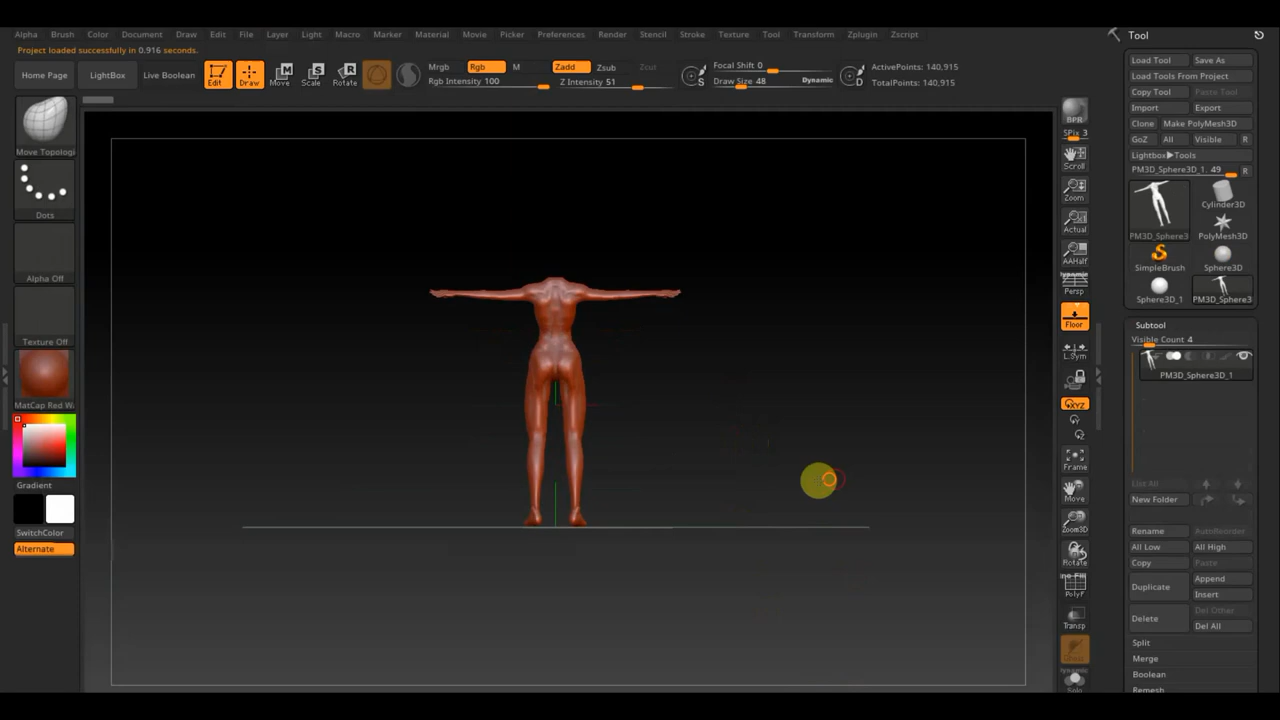 Alpha Brush Color Document Draw Edit File Layer Light Macro Marker Material Movie Picker Preferences Render Stencil Stroke Texture Tool Transform Zplugin Zscript
Tool
Project loaded successfully in 0.916 seconds.
Home Page
LightBox
Live Boolean
Edit
Draw
Move
Scale
Rotate
Mrgb Rgb M
Rgb Intensity 100
Zadd Zsub Zcut
Z Intensity 51
S
Focal Shift 0
Draw Size 48 Dynamic
D
ActivePoints: 140,915
TotalPoints: 140,915
Move Topologi
Dots
Alpha Off
Texture Off
MatCap Red Wa
Gradient
SwitchColor
Alternate
BPR
SPix 3
Scroll
Zoom
Actual
AAHalf
Persp
Floor
L.Sym
XYZ
Y
Z
Frame
Move
Zoom3D
Rotate
PolyF
Transp
Solo
Load Tool Save As
Load Tools From Project
Copy Tool Paste Tool
Import Export
Clone Make PolyMesh3D
GoZ All Visible R
Lightbox▶Tools
PM3D_Sphere3D_1. 49 R
PM3D_Sphere3
Cylinder3D
PolyMesh3D
SimpleBrush
Sphere3D
Sphere3D_1
PM3D_Sphere3
Subtool
Visible Count 4
PM3D_Sphere3D_1
List All
New Folder
Rename AutoReorder
All Low All High
Copy Paste
Duplicate Append
Insert
Delete Del Other
Del All
Split
Merge
Boolean
Remesh